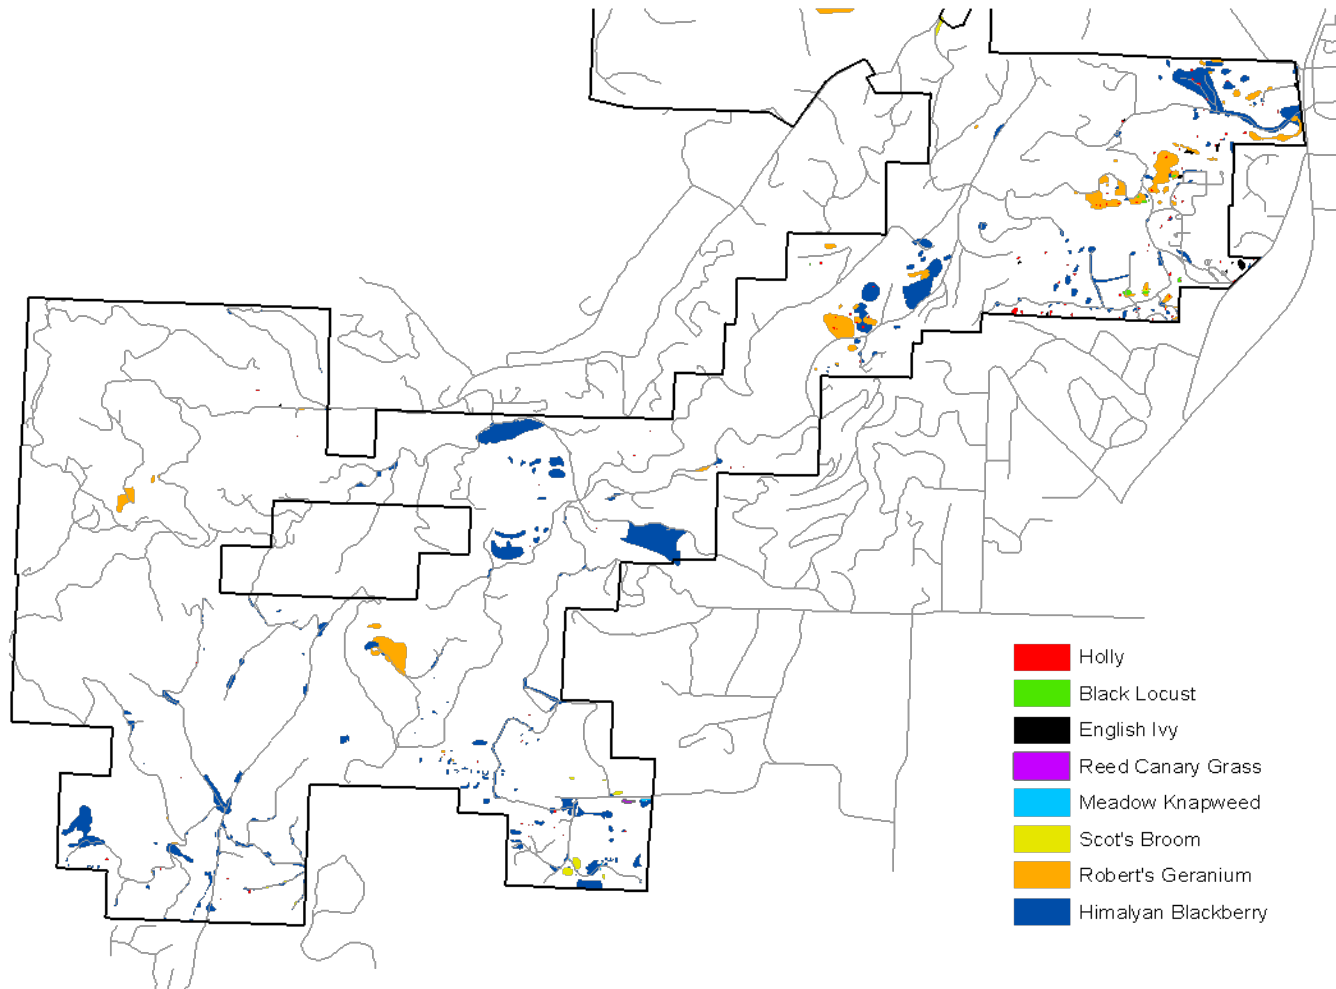 Holly
Black Locust
English Ivy
Reed Canary Grass
Meadow Knapweed
Scot's Broom
Robert's Geranium
Himalyan Blackberry